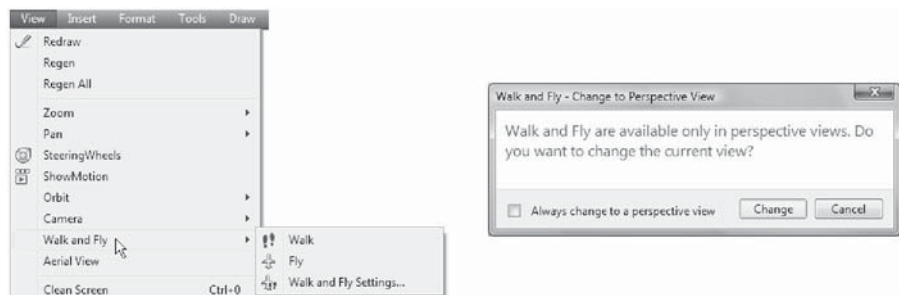 View Insert Format Tools Draw
Redraw
Regen
Regen All
Zoom
Pan
SteeringWheels
ShowMotion
Orbit
Camera
Walk and Fly
Aerial View
Clean Screen Ctrl+0
Walk
Fly
Walk and Fly Settings...
Walk and Fly - Change to Perspective View
Walk and Fly are available only in perspective views. Do
you want to change the current view?
Always change to a perspective view Change Cancel